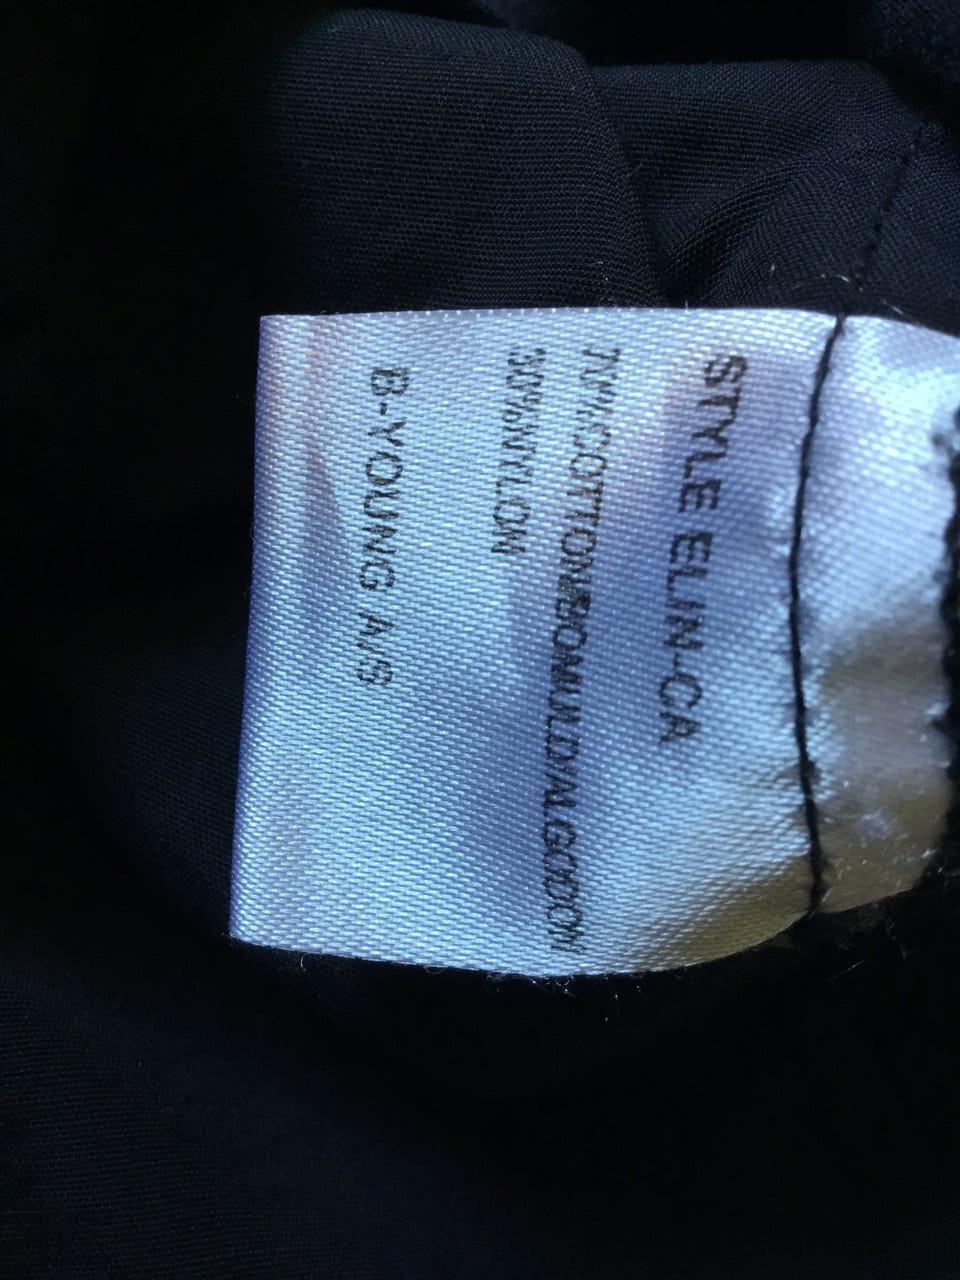 STYLE ELIN-CA
70%COTTON/BOMULD/ALGODON
30%NYLON
B-YOUNG A/S